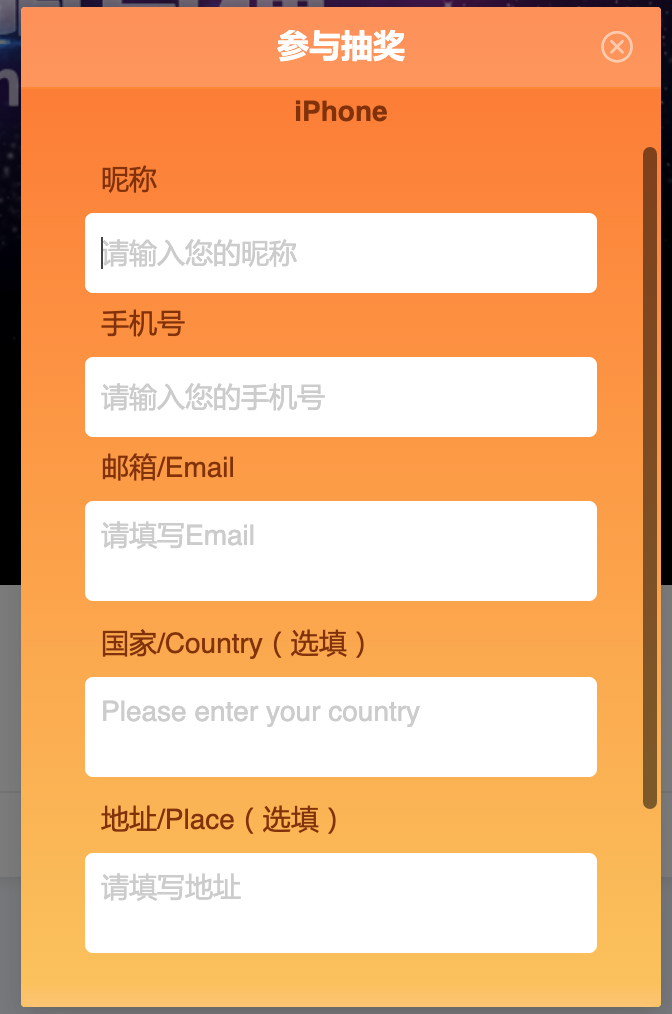 参与抽奖
iPhone
昵称
请输入您的昵称
手机号
请输入您的手机号
邮箱/Email
请填写Email
国家/Country（选填）
Please enter your country
地址/Place（选填）
请填写地址